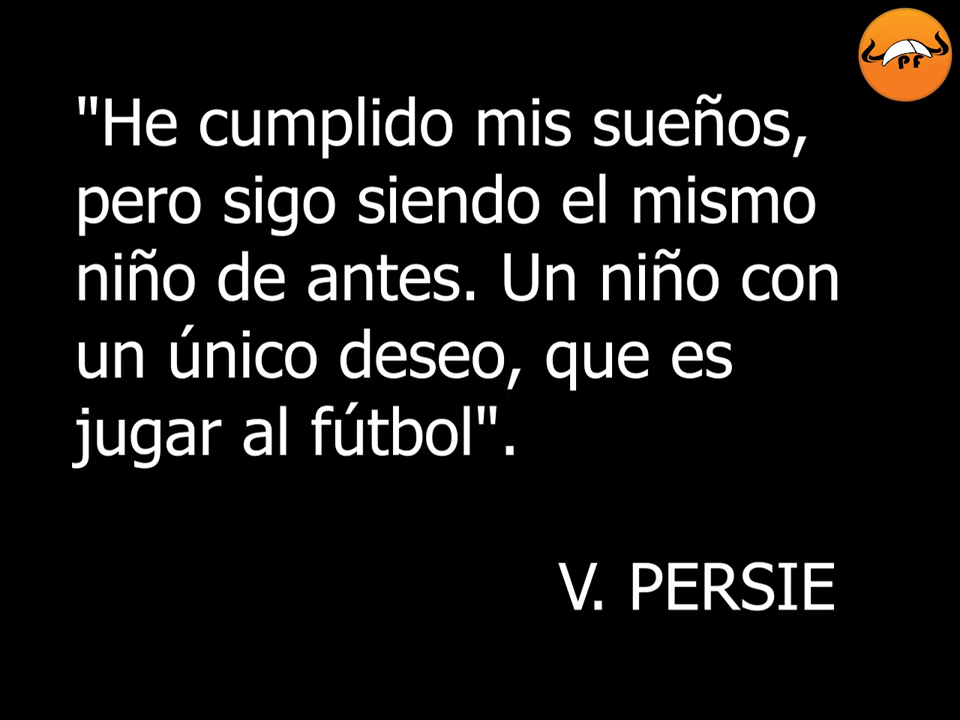 PF
"He cumplido mis sueños,
pero sigo siendo el mismo
niño de antes. Un niño con
un único deseo, que es
jugar al fútbol".
V. PERSIE